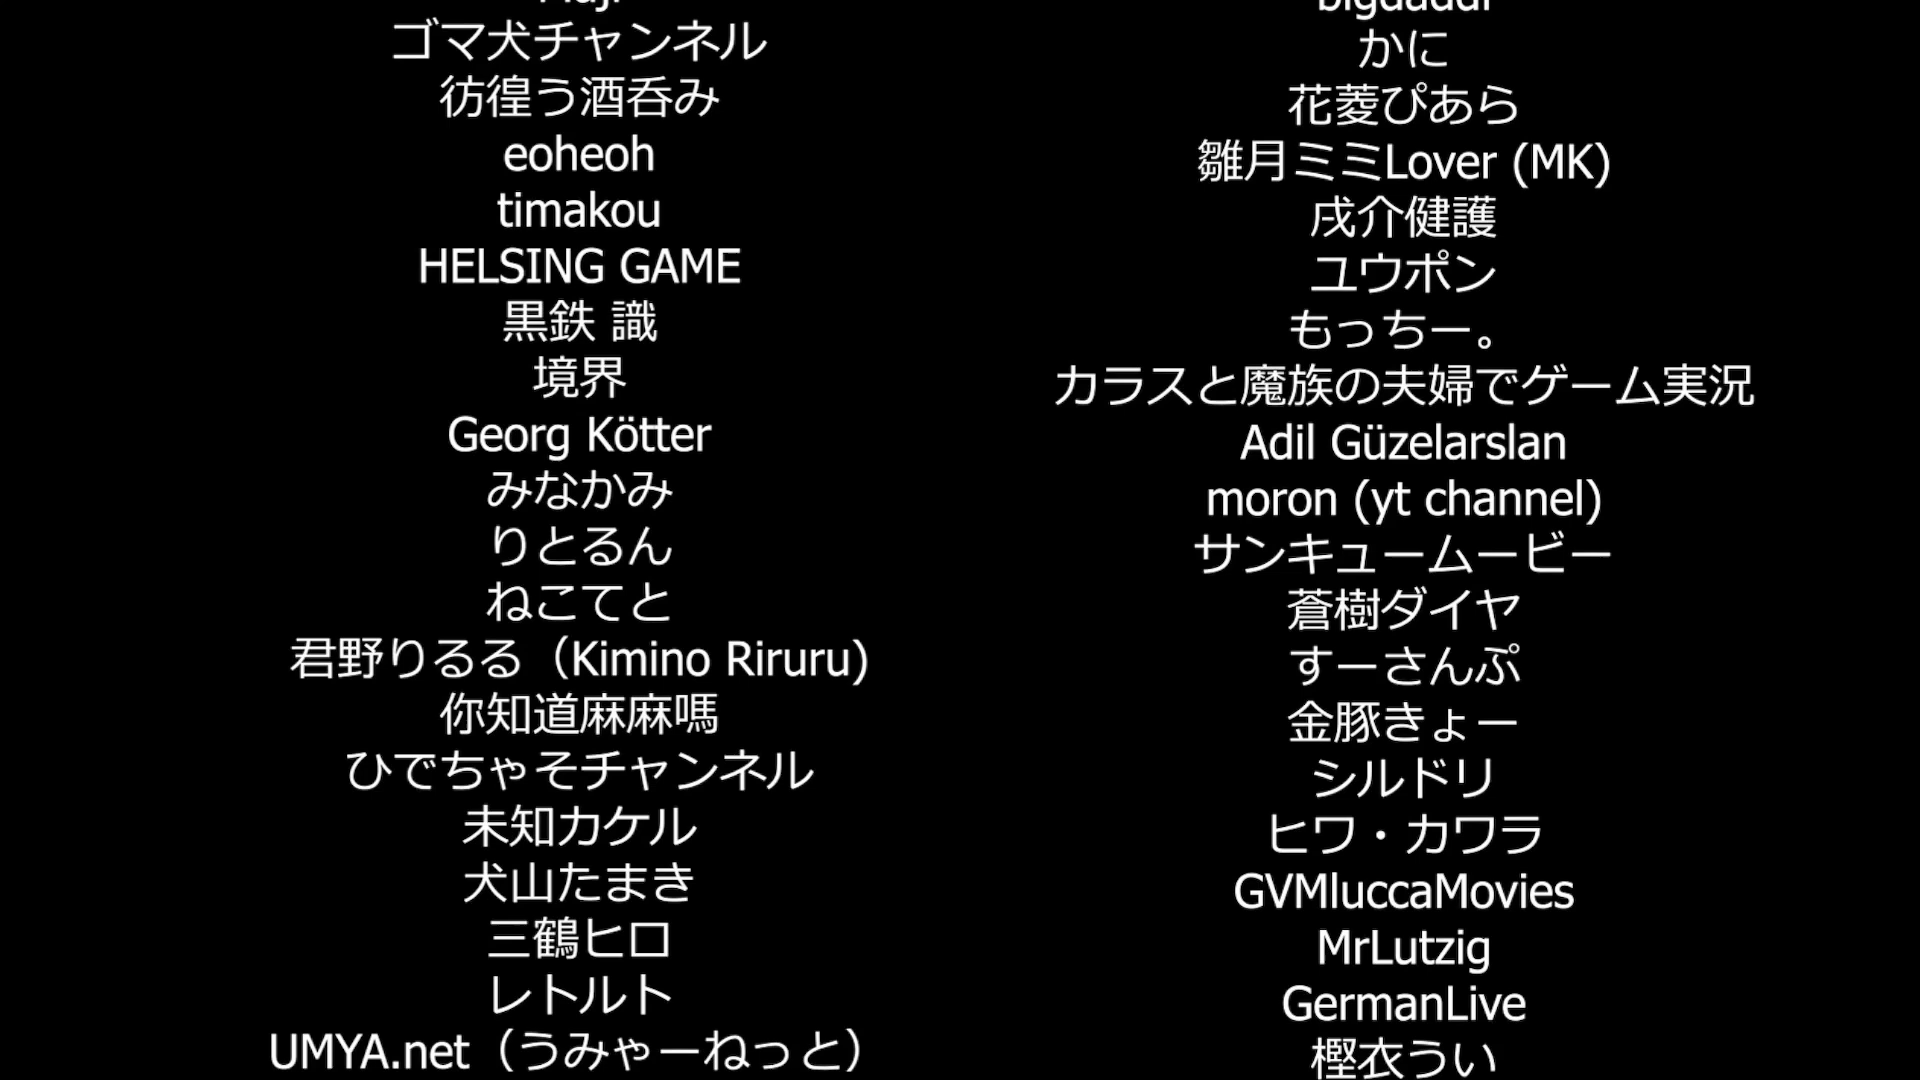 ゴマ犬チャンネル
彷徨う酒呑み
eoheoh
timakou
HELSING GAME
黒鉄 識
境界
Georg Kötter
みなかみ
りとるん
ねこてと
君野りるる（Kimino Riruru)
你知道麻麻嗎
ひでちゃそチャンネル
未知カケル
犬山たまき
三鶴ヒロ
レトルト
UMYA.net（うみゃーねっと）
かに
花菱ぴあら
雛月ミミLover (MK)
戌介健護
ユウポン
もっちー。
カラスと魔族の夫婦でゲーム実況
Adil Güzelarslan
moron (yt channel)
サンキュームービー
蒼樹ダイヤ
すーさんぷ
金豚きょー
シルドリ
ヒワ・カワラ
GVMluccaMovies
MrLutzig
GermanLive
樫衣うい